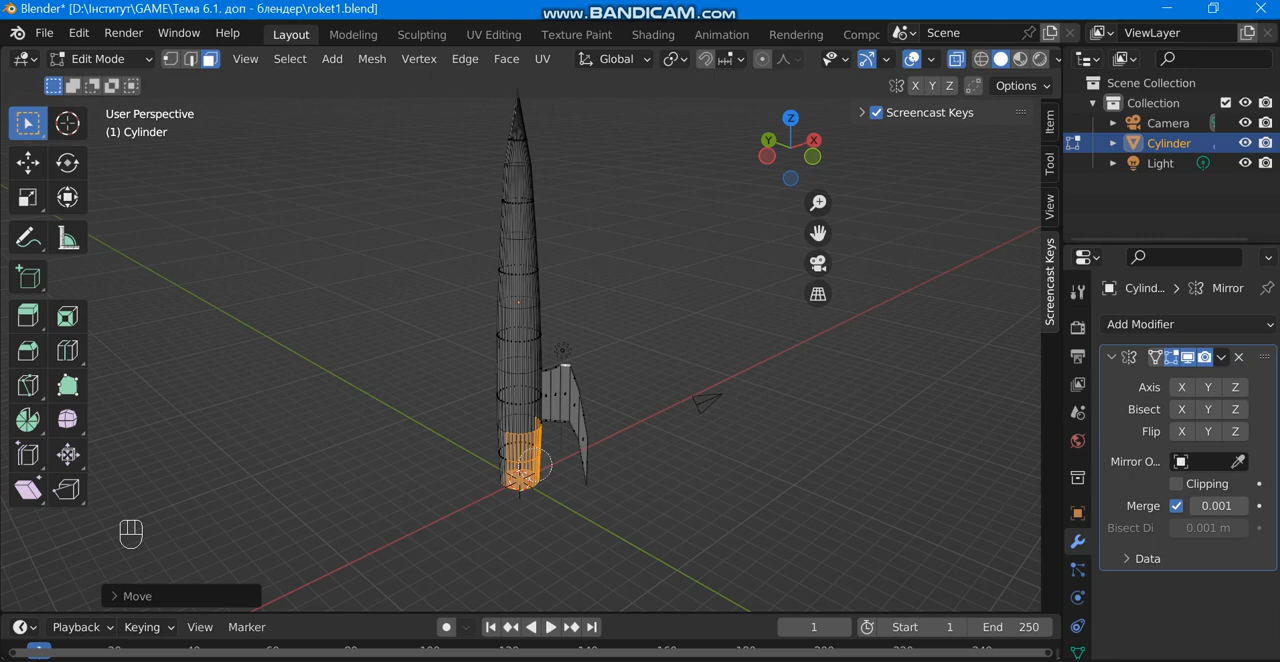 Blender* [D:\Інститут\GAME\Тема 6.1. доп - блендер\roket1.blend]
www.BANDICAM.com
File Edit Render Window Help Layout Modeling Sculpting UV Editing Texture Paint Shading Animation Rendering Compc Scene ViewLayer
Edit Mode View Select Add Mesh Vertex Edge Face UV Global
X Y Z Options
User Perspective
(1) Cylinder
Screencast Keys
Z
Y X
Item
Tool
View
Screencast Keys
Move
Scene Collection
Collection
Camera
Cylinder
Light
Cylind... > Mirror
Add Modifier
Axis X Y Z
Bisect X Y Z
Flip X Y Z
Mirror O...
Clipping
Merge 0.001
Bisect Di 0.001 m
Data
Playback Keying View Marker 1 Start 1 End 250